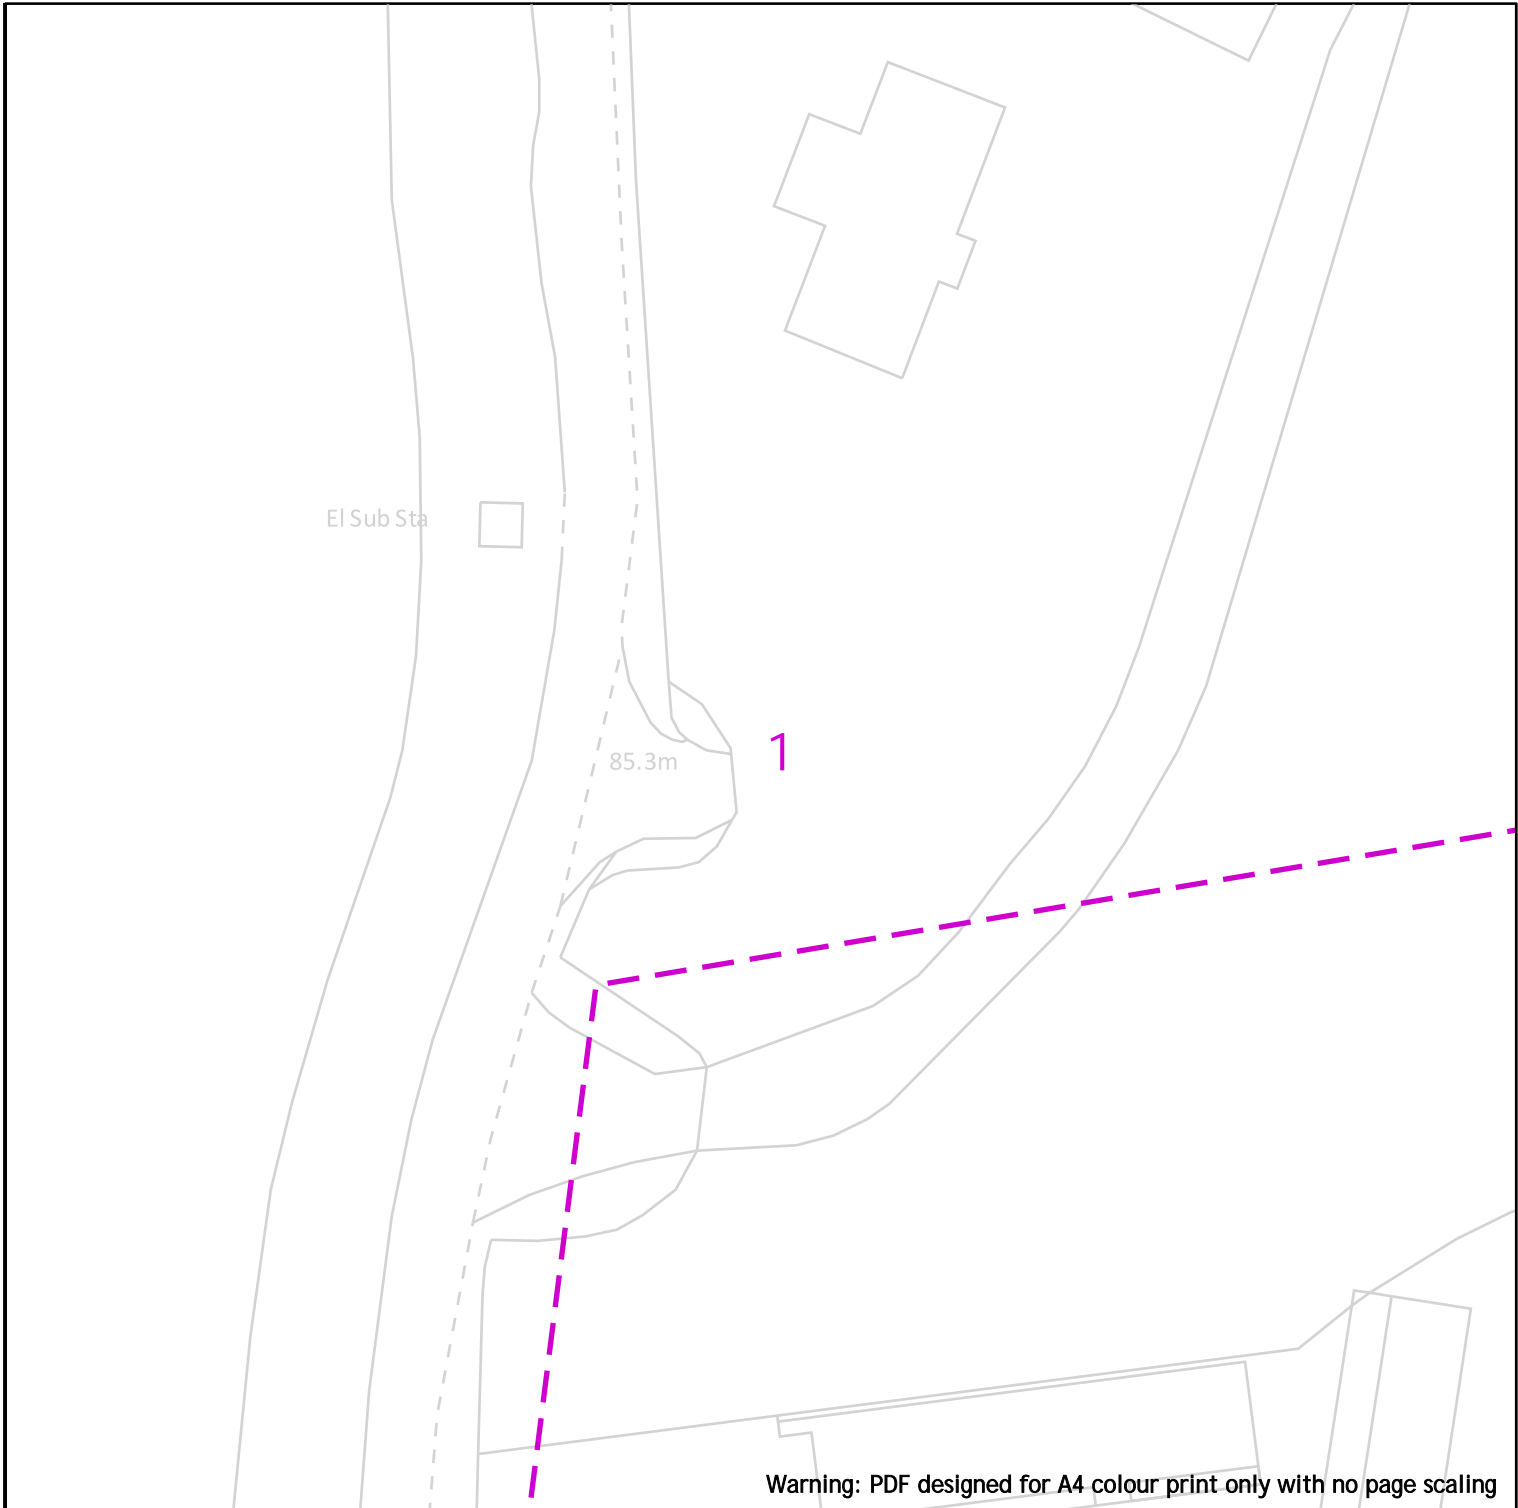 El Sub Sta
1
85.3m
Warning: PDF designed for A4 colour print only with no page scaling